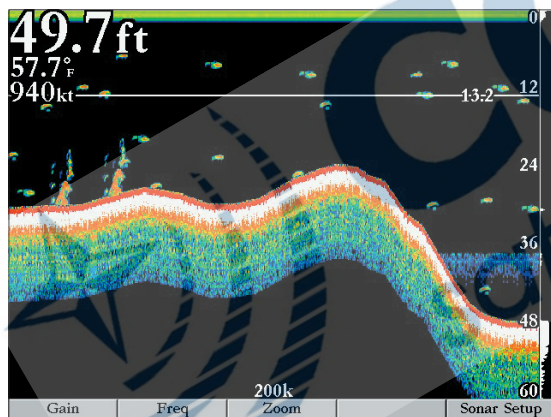 49.7ft
0
57.7°F
940kt
12
13.2
24
36
48
60
200k
Gain
Freq
Zoom
Sonar Setup